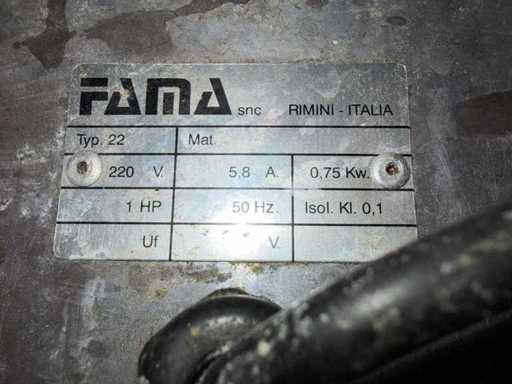 FAMA snc RIMINI - ITALIA
Typ. 22 Mat.
220 V. 5,8 A. 0,75 Kw.
1 HP 50 Hz. Isol. Kl. 0,1
Uf V.